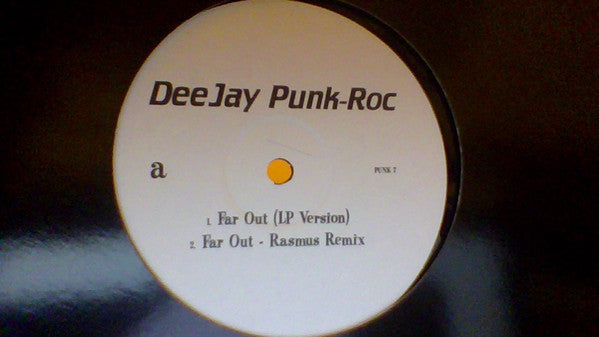 DeeJay Punk-Roc
a
PUNK 7
1. Far Out (LP Version)
2. Far Out - Rasmus Remix